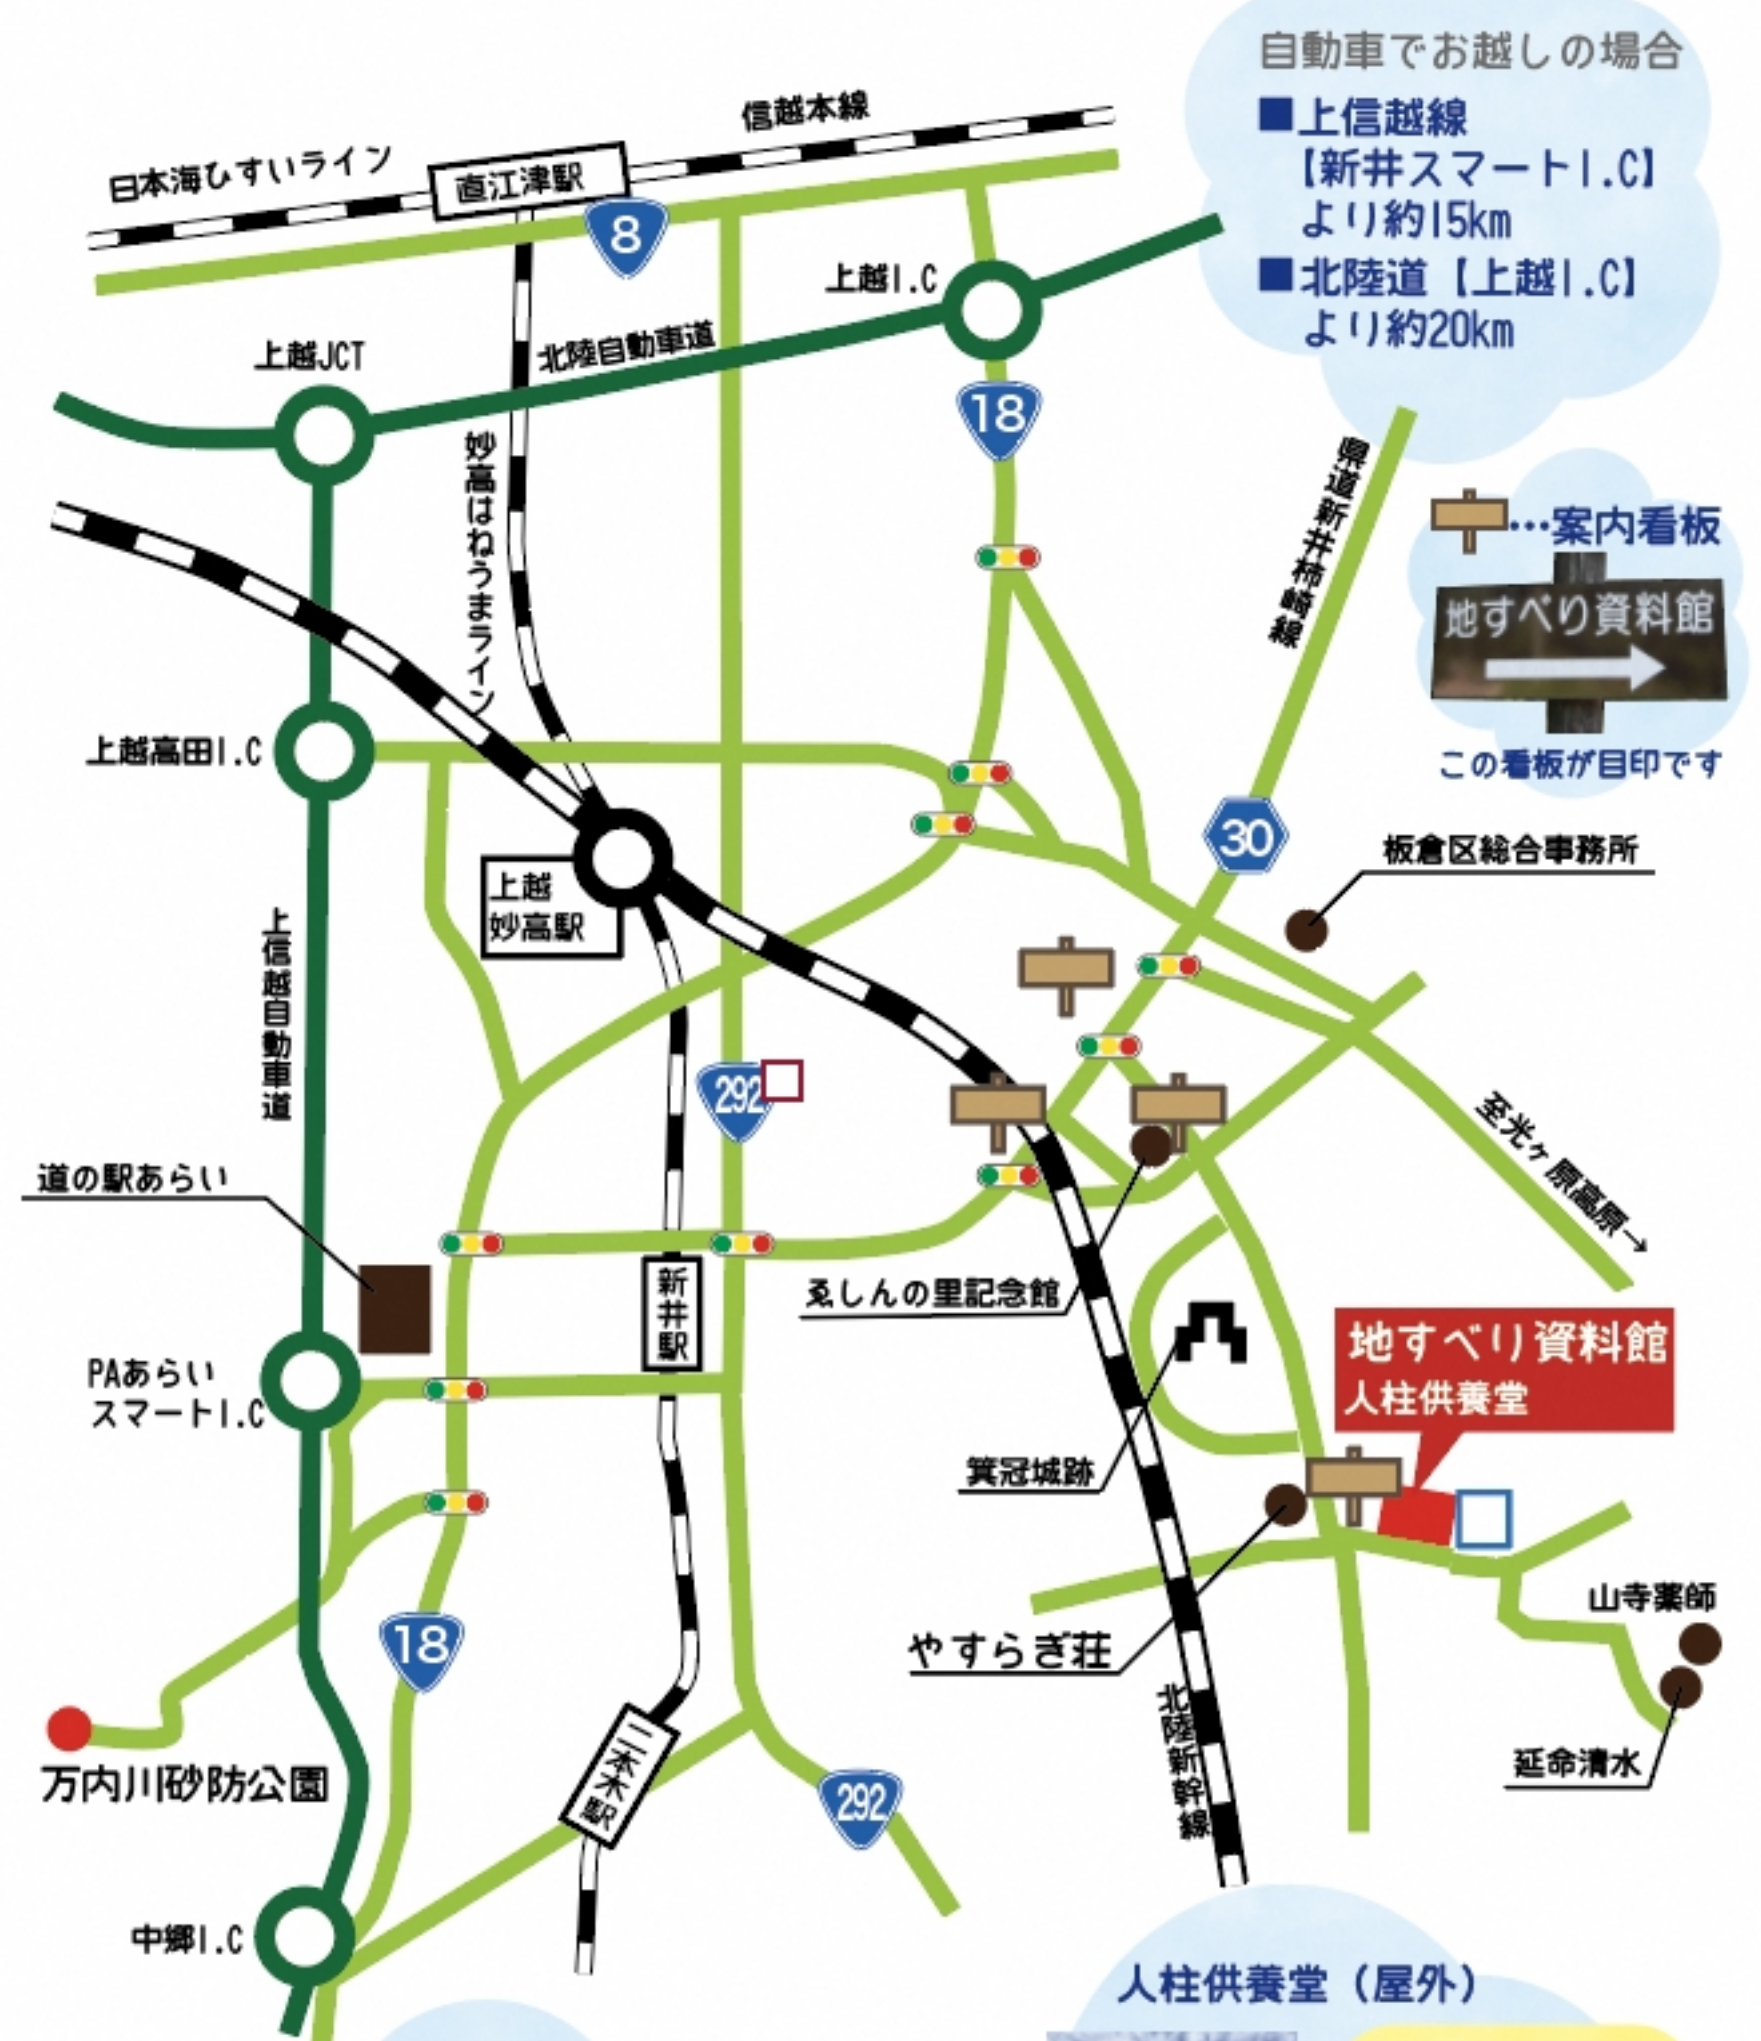 自動車でお越しの場合
■上信越線
【新井スマートI.C】
より約15km
■北陸道【上越I.C】
より約20km
信越本線
日本海ひすいライン
直江津駅
8
上越I.C
上越JCT
北陸自動車道
18
妙高はねうまライン
県道新井柿崎線
…案内看板
地すべり資料館
この看板が目印です
上越高田I.C
30
板倉区総合事務所
上越
妙高駅
上信越自動車道
292
至光ヶ原高原→
道の駅あらい
新井駅
ゑしんの里記念館
地すべり資料館
人柱供養堂
PAあらい
スマートI.C
箕冠城跡
山寺薬師
18
やすらぎ荘
北陸新幹線
延命清水
万内川砂防公園
二本木駅
292
中郷I.C
人柱供養堂（屋外）